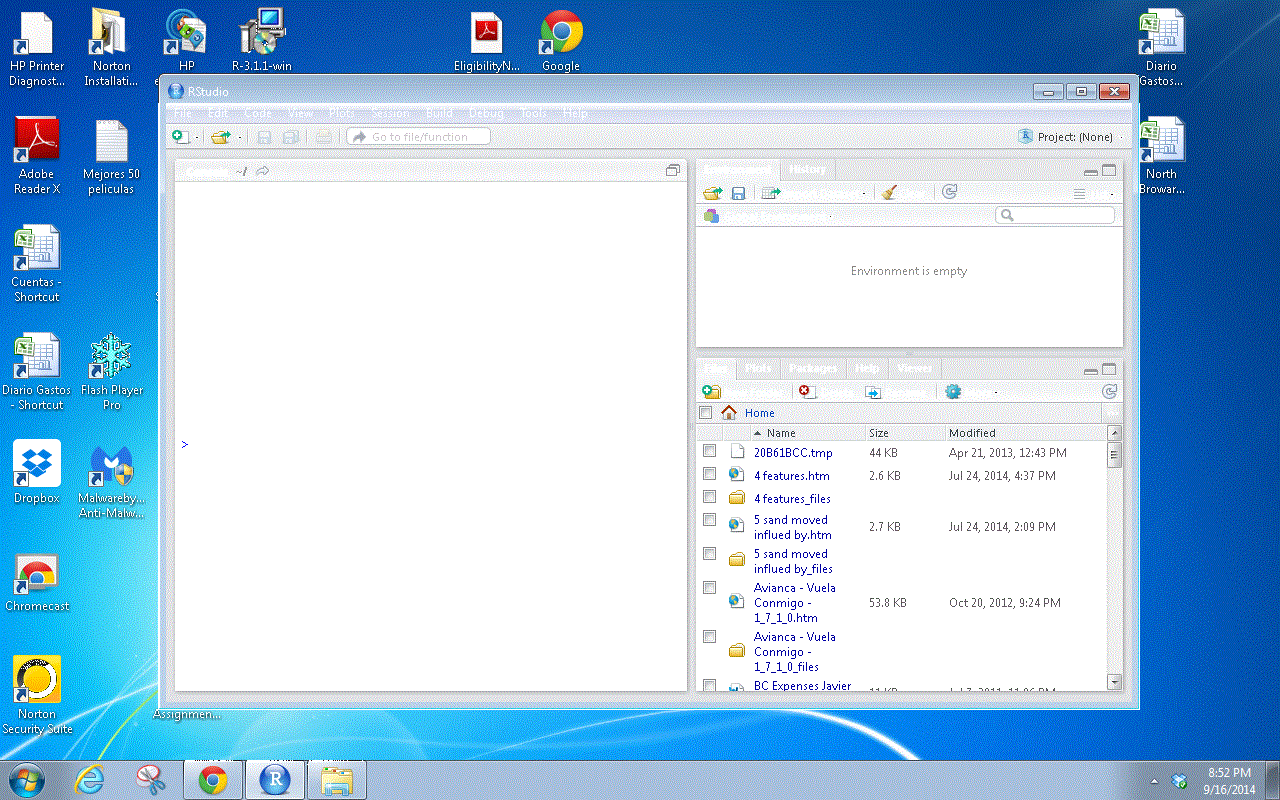 HP Printer
Diagnost...
Norton
Installati...
HP
R-3.1.1-win
EligibilityN...
Google
Diario
Gastos...
RStudio
File Edit Code View Plots Session Build Debug Tools Help
Go to file/function
Project: (None)
Adobe
Reader X
Mejores 50
peliculas
North
Browar...
Console ~/
History
Environment is empty
Cuentas -
Shortcut
Diario Gastos
- Shortcut
Flash Player
Pro
Files Plots Packages Help Viewer
Home
Name Size Modified
20B61BCC.tmp 44 KB Apr 21, 2013, 12:43 PM
4 features.htm 2.6 KB Jul 24, 2014, 4:37 PM
4 features_files
5 sand moved
influed by.htm 2.7 KB Jul 24, 2014, 2:09 PM
5 sand moved
influed by_files
Avianca - Vuela
Conmigo -
1_7_1_0.htm 53.8 KB Oct 20, 2012, 9:24 PM
Avianca - Vuela
Conmigo -
1_7_1_0_files
BC Expenses Javier
>
Dropbox
Malwareby...
Anti-Malw...
Chromecast
Norton
Security Suite
Assignmen...
8:52 PM
9/16/2014